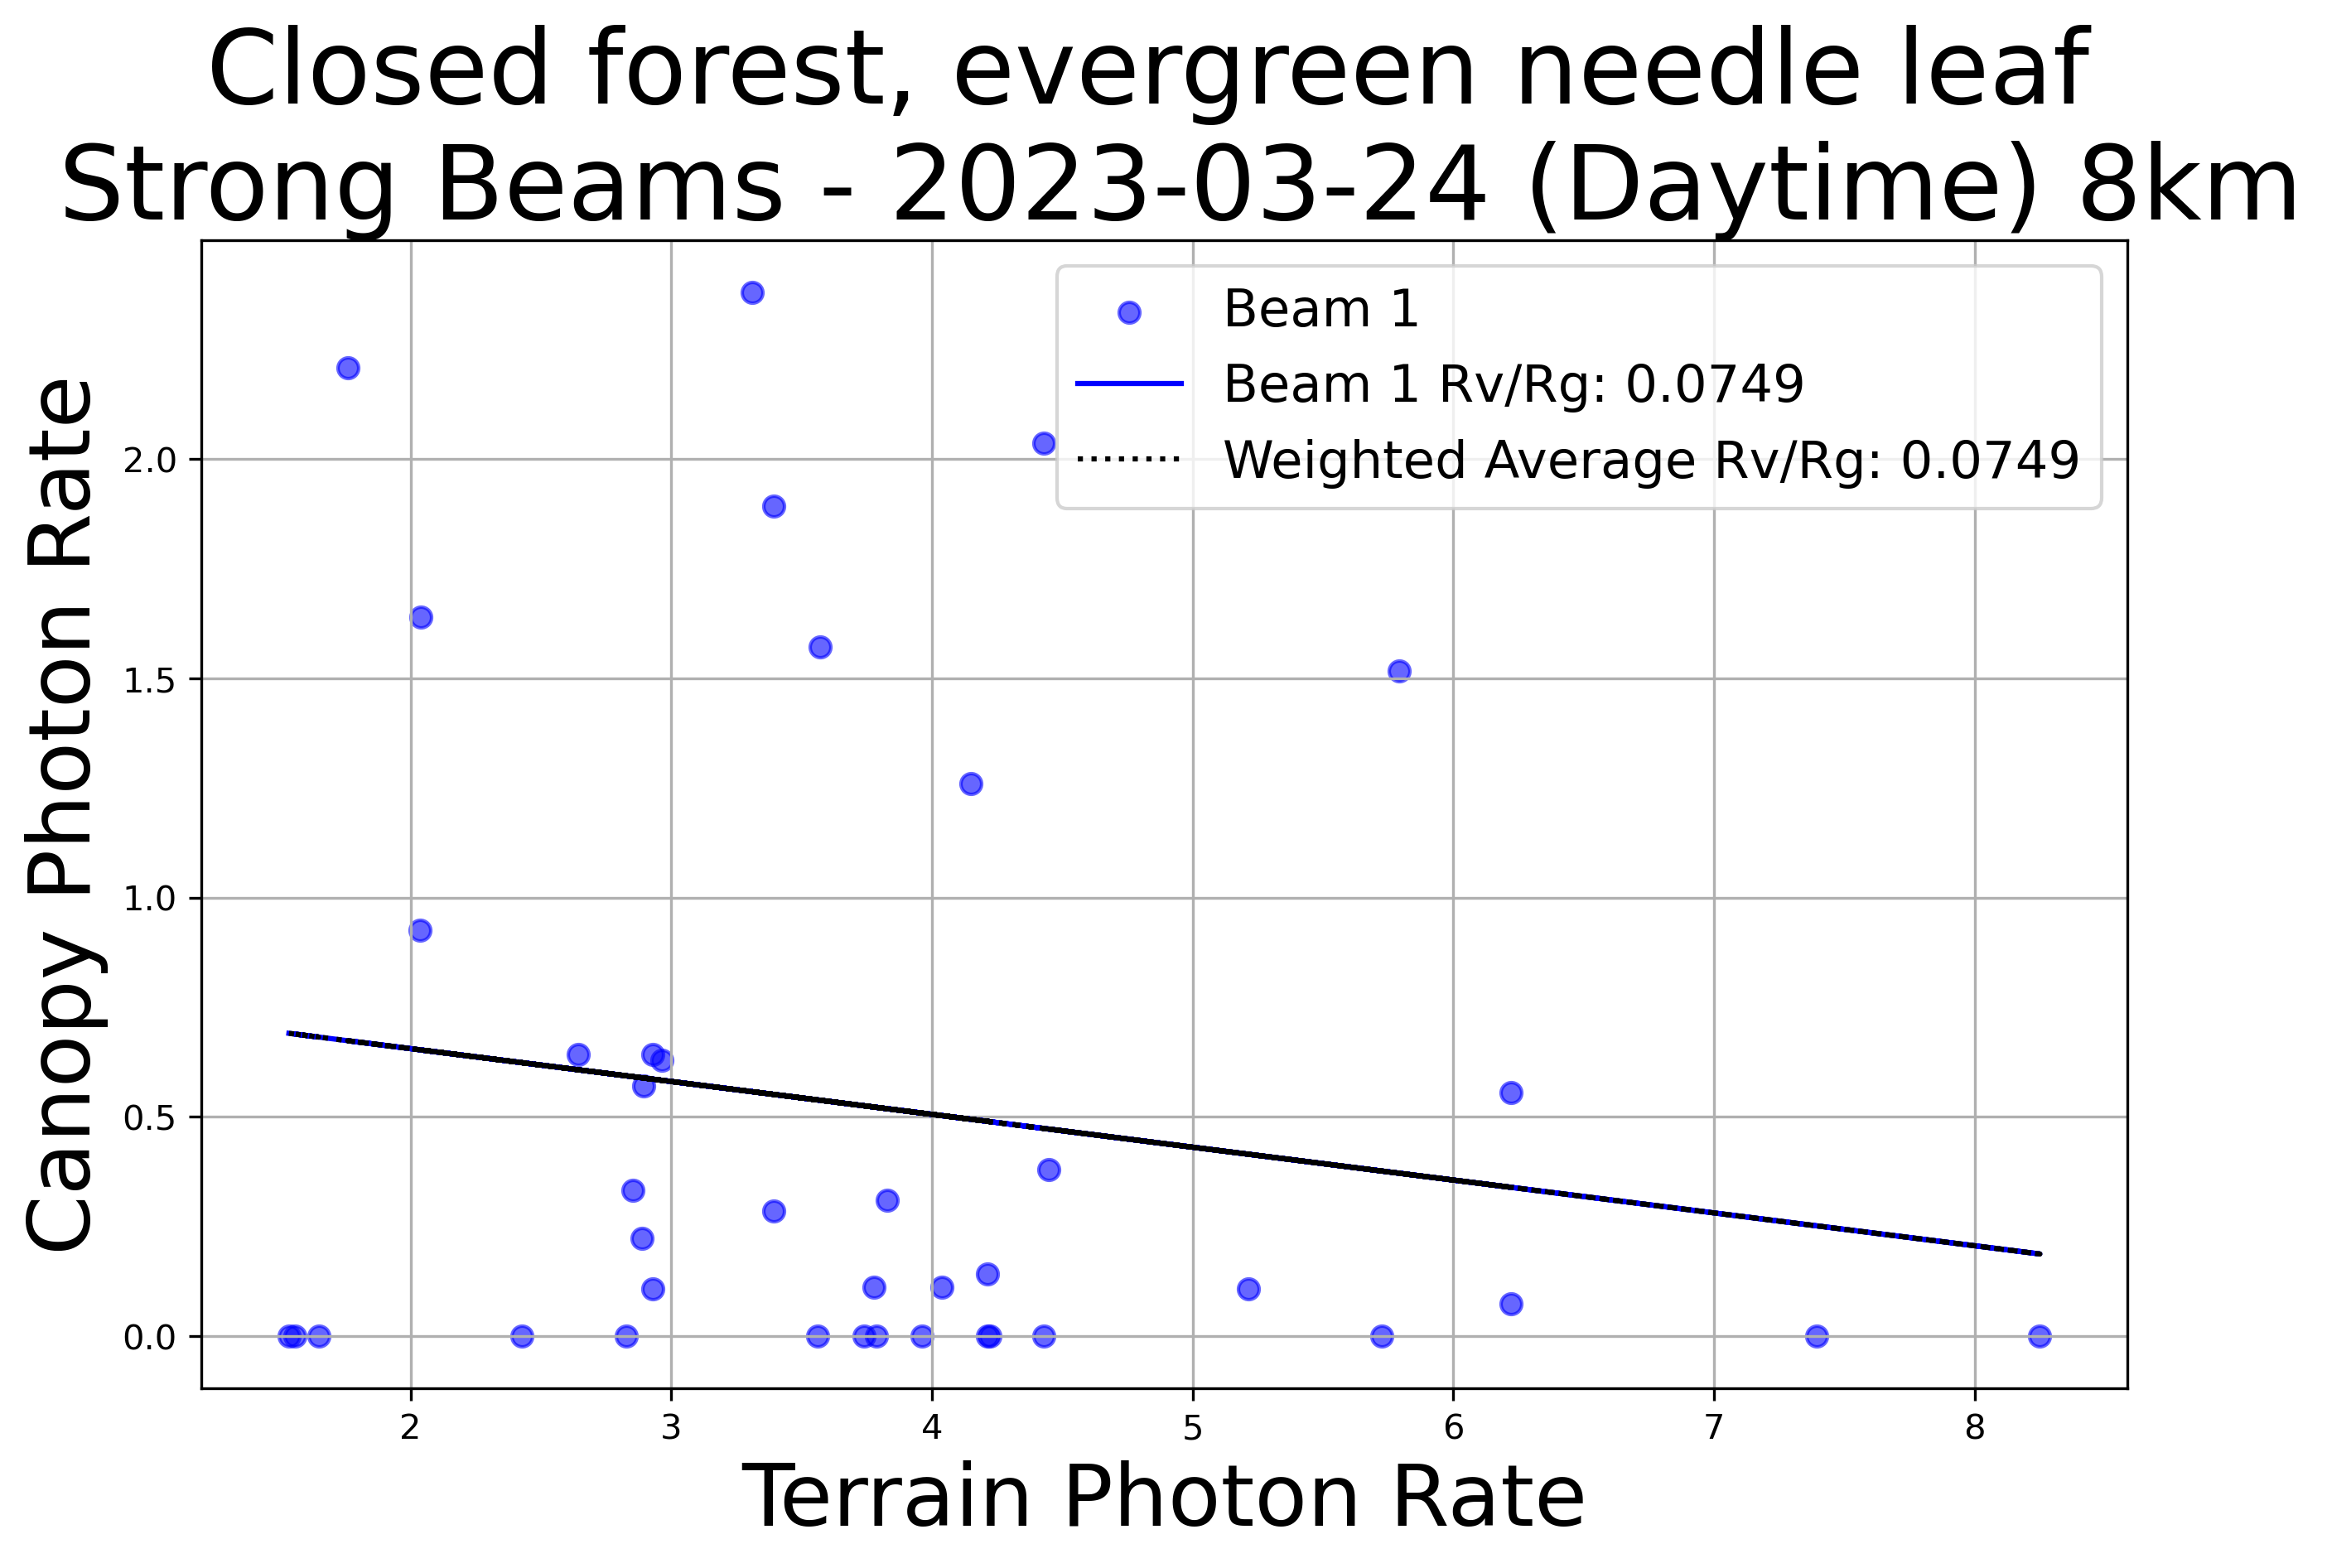 Closed forest, evergreen needle leaf
Strong Beams - 2023-03-24 (Daytime) 8km
Beam 1
Beam 1 Rv/Rg: 0.0749
Weighted Average Rv/Rg: 0.0749
Canopy Photon Rate
2.0
1.5
1.0
0.5
0.0
2 3 4 5 6 7 8
Terrain Photon Rate